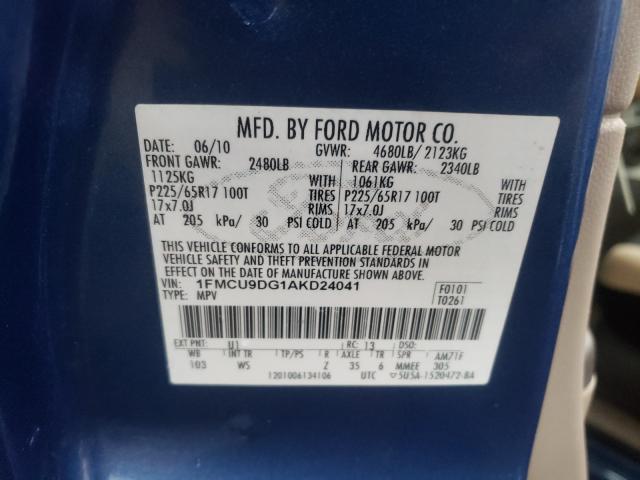 MFD. BY FORD MOTOR CO.
DATE: 06/10 GVWR: 4680LB/ 2123KG
FRONT GAWR: 2480LB REAR GAWR: 2340LB
1125KG WITH 1061KG WITH
P225/65R17 100T TIRES P225/65R17 100T TIRES
17x7.0J RIMS 17x7.0J RIMS
AT 205 kPa/ 30 PSI COLD AT 205 kPa/ 30 PSI COLD
THIS VEHICLE CONFORMS TO ALL APPLICABLE FEDERAL MOTOR
VEHICLE SAFETY AND THEFT PREVENTION STANDARDS IN
EFFECT ON THE DATE OF MANUFACTURE SHOWN ABOVE.
VIN: 1FMCU9DG1AKD24041 F0101
TYPE: MPV T0261
EXT PNT: U1 RC: 13 DSO:
WB INT TR TP/PS R AXLE TR SPR AM71F
103 WS Z 35 6 MMEE 305
1201006134106 UTC ▽5U5A-1520472-BA